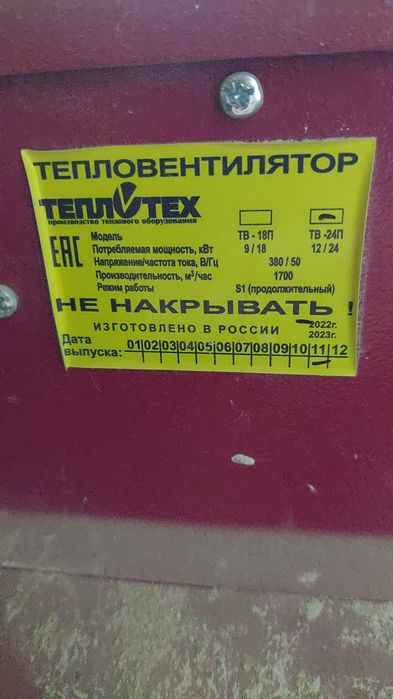 ТЕПЛОВЕНТИЛЯТОР
ТЕПЛОТЕХ
производство теплового оборудования
Модель ТВ - 18П ТВ -24П
Потребляемая мощность, кВт 9 / 18 12 / 24
Напряжение/частота тока, В/Гц 380 / 50
Производительность, м³/час 1700
Режим работы S1 (продолжительный)
ЕАС
НЕ НАКРЫВАТЬ !
ИЗГОТОВЛЕНО В РОССИИ 2022г.
2023г.
Дата
выпуска: 01|02|03|04|05|06|07|08|09|10|11|12